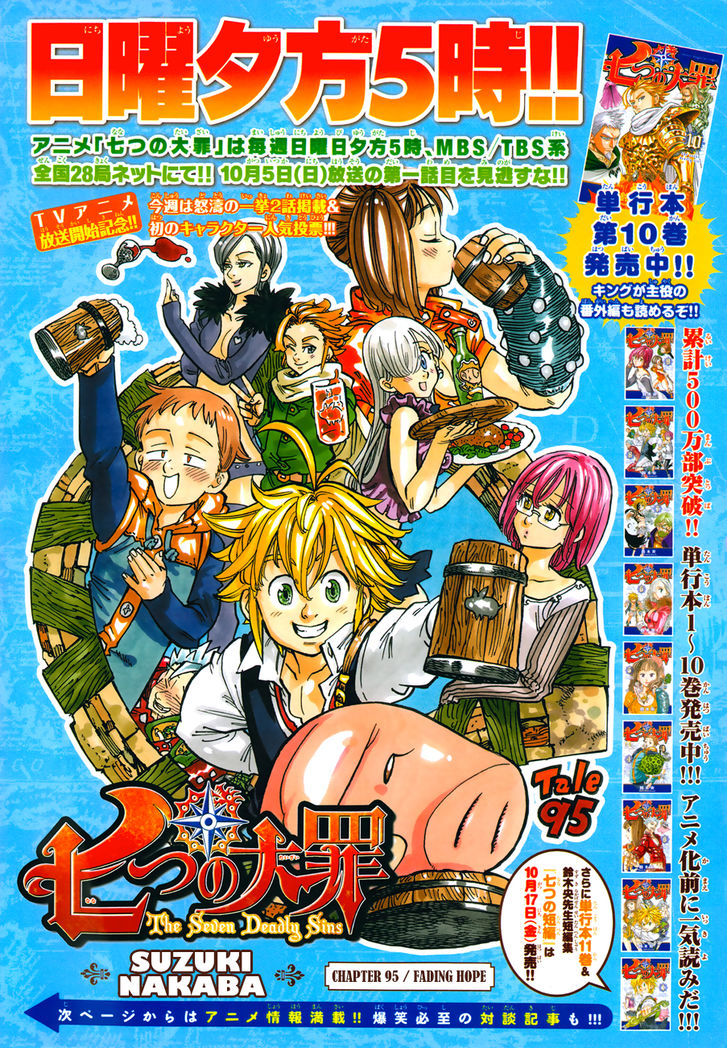 日曜夕方5時!!
アニメ「七つの大罪」は毎週日曜日夕方5時、MBS/TBS系
全国28局ネットにて!! 10月5日(日)放送の第一話目を見逃すな!!
TVアニメ
放送開始記念!!
今週は怒濤の一挙2話掲載&
初のキャラクター人気投票!!!
七つの大罪
10
単行本
第10巻
発売中!!
キングが主役の
番外編も読めるぞ!!
累計500万部突破!! 単行本1~10巻発売中!!! アニメ化前に一気読みだ!!!
Tale
95
七つの大罪
The Seven Deadly Sins
SUZUKI
NAKABA
CHAPTER 95 / FADING HOPE
さらに単行本11巻&
鈴木央先生短編集
『七つの短編』は
10月17日(金)発売!!
次ページからはアニメ情報満載!! 爆笑必至の対談記事も!!!